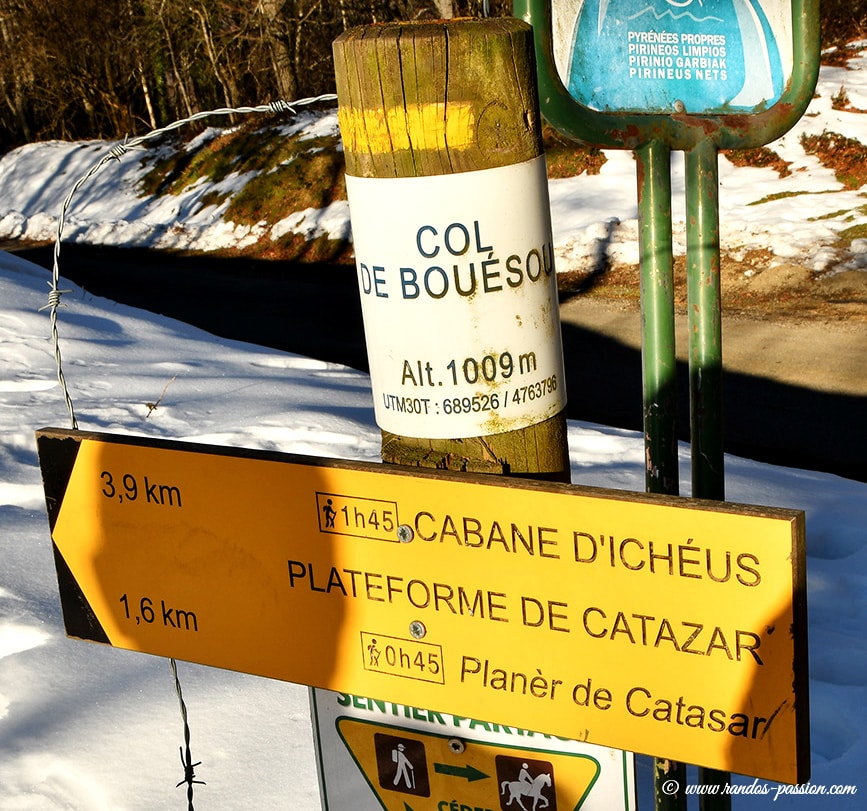 PYRÉNÉES PROPRES
PIRINEOS LIMPIOS
PIRINIO GARBIAK
PIRINEUS NETS
COL
DE BOUÉSOU
Alt. 1009 m
UTM30T : 689526 / 4763796
3,9 km 1h45 CABANE D'ICHÉUS
PLATEFORME DE CATAZAR
1,6 km 0h45 Planèr de Catasar
SENTIER
© www.randos-passion.com